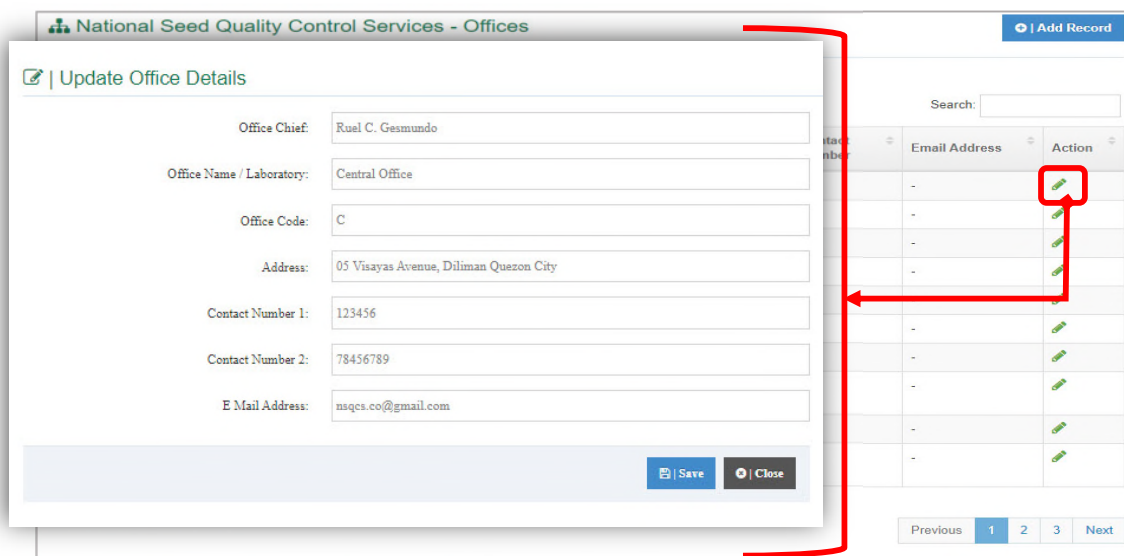 National Seed Quality Control Services - Offices
| Add Record
| Update Office Details
Search:
Office Chief: Ruel C. Gesmundo
Email Address
Action
Office Name / Laboratory: Central Office
-
Office Code: C
-
-
Address: 05 Visayas Avenue, Diliman Quezon City
-
Contact Number 1: 123456
-
Contact Number 2: 78456789
-
E Mail Address: nsqcs.co@gmail.com
-
-
-
| Save
| Close
Previous 1 2 3 Next